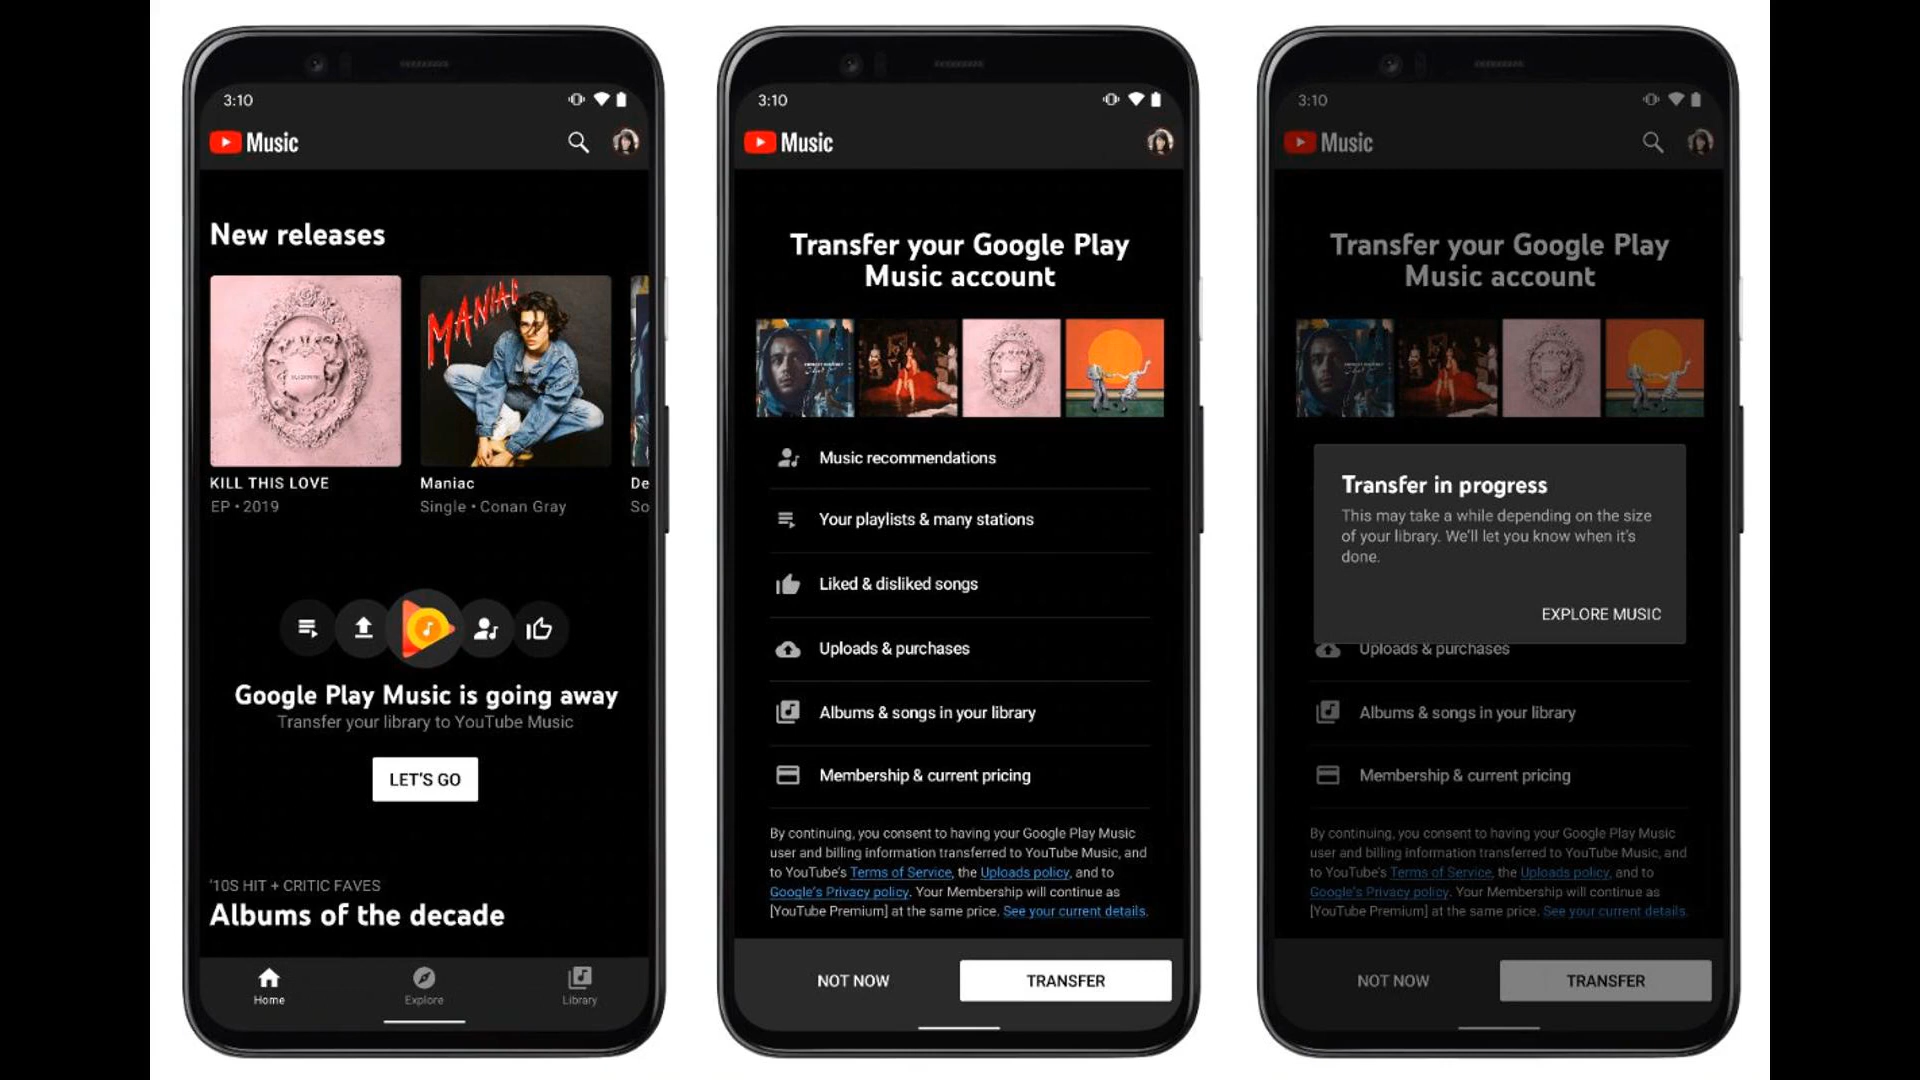 3:10
Music
New releases
MANIAC
KILL THIS LOVE
EP • 2019
Maniac
Single • Conan Gray
De
So
Google Play Music is going away
Transfer your library to YouTube Music
LET'S GO
'10S HIT + CRITIC FAVES
Albums of the decade
Home
Explore
Library
3:10
Music
Transfer your Google Play
Music account
Music recommendations
Your playlists & many stations
Liked & disliked songs
Uploads & purchases
Albums & songs in your library
Membership & current pricing
By continuing, you consent to having your Google Play Music
user and billing information transferred to YouTube Music, and
to YouTube's Terms of Service, the Uploads policy, and to
Google's Privacy policy. Your Membership will continue as
[YouTube Premium] at the same price. See your current details.
NOT NOW
TRANSFER
3:10
Music
Transfer your Google Play
Music account
Transfer in progress
This may take a while depending on the size
of your library. We'll let you know when it's
done.
EXPLORE MUSIC
Uploads & purchases
Albums & songs in your library
Membership & current pricing
By continuing, you consent to having your Google Play Music
user and billing information transferred to YouTube Music, and
to YouTube's Terms of Service, the Uploads policy, and to
Google's Privacy policy. Your Membership will continue as
[YouTube Premium] at the same price. See your current details.
NOT NOW
TRANSFER